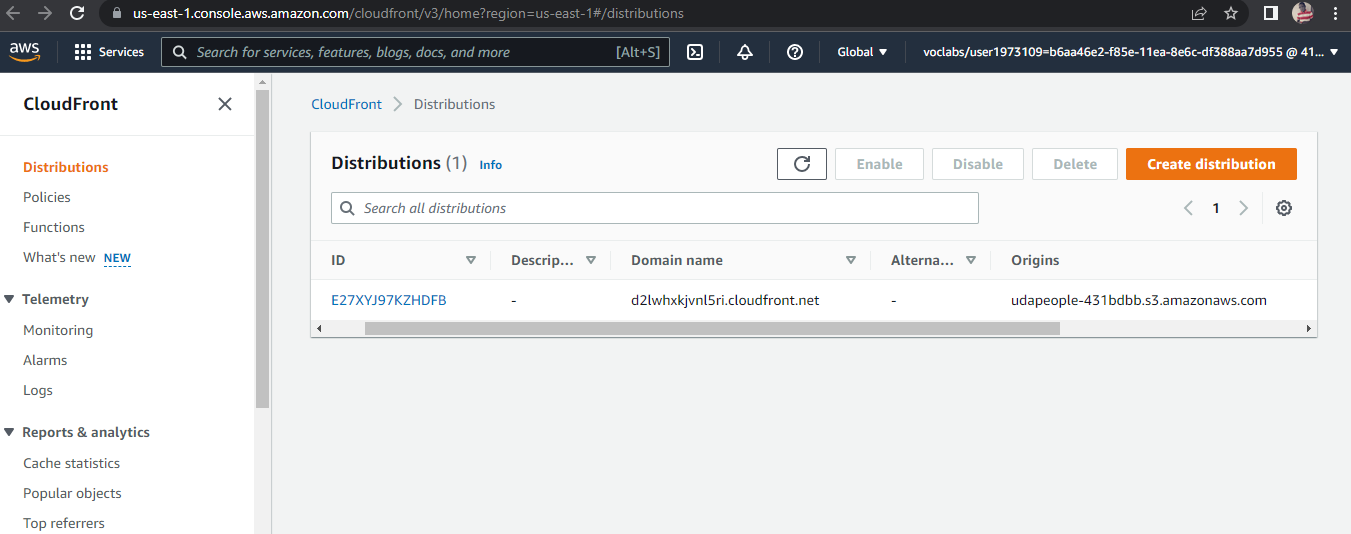 us-east-1.console.aws.amazon.com/cloudfront/v3/home?region=us-east-1#/distributions
aws Services Search for services, features, blogs, docs, and more [Alt+S] Global voclabs/user1973109=b6aa46e2-f85e-11ea-8e6c-df388aa7d955 @ 41...
CloudFront
Distributions
Policies
Functions
What's new NEW
Telemetry
Monitoring
Alarms
Logs
Reports & analytics
Cache statistics
Popular objects
Top referrers
CloudFront Distributions
Distributions (1) Info Enable Disable Delete Create distribution
Search all distributions 1
ID Descrip... Domain name Alterna... Origins
E27XYJ97KZHDFB - d2lwhxkjvnl5ri.cloudfront.net - udapeople-431bdbb.s3.amazonaws.com